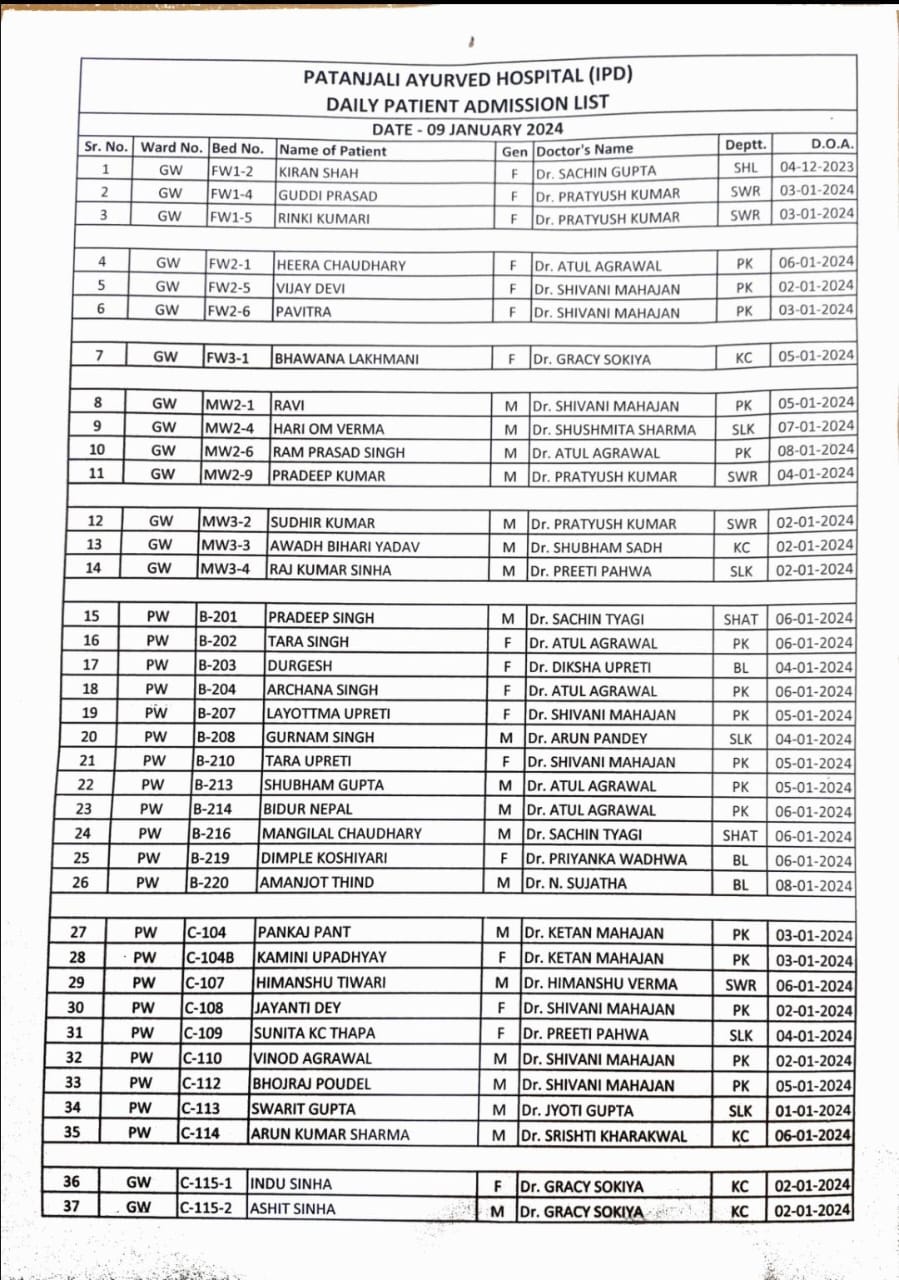 PATANJALI AYURVED HOSPITAL (IPD)
DAILY PATIENT ADMISSION LIST
DATE - 09 JANUARY 2024
Sr. No. Ward No. Bed No. Name of Patient Gen Doctor's Name Deptt. D.O.A.
1 GW FW1-2 KIRAN SHAH F Dr. SACHIN GUPTA SHL 04-12-2023
2 GW FW1-4 GUDDI PRASAD F Dr. PRATYUSH KUMAR SWR 03-01-2024
3 GW FW1-5 RINKI KUMARI F Dr. PRATYUSH KUMAR SWR 03-01-2024
4 GW FW2-1 HEERA CHAUDHARY F Dr. ATUL AGRAWAL PK 06-01-2024
5 GW FW2-5 VIJAY DEVI F Dr. SHIVANI MAHAJAN PK 02-01-2024
6 GW FW2-6 PAVITRA F Dr. SHIVANI MAHAJAN PK 03-01-2024
7 GW FW3-1 BHAWANA LAKHMANI F Dr. GRACY SOKIYA KC 05-01-2024
8 GW MW2-1 RAVI M Dr. SHIVANI MAHAJAN PK 05-01-2024
9 GW MW2-4 HARI OM VERMA M Dr. SHUSHMITA SHARMA SLK 07-01-2024
10 GW MW2-6 RAM PRASAD SINGH M Dr. ATUL AGRAWAL PK 08-01-2024
11 GW MW2-9 PRADEEP KUMAR M Dr. PRATYUSH KUMAR SWR 04-01-2024
12 GW MW3-2 SUDHIR KUMAR M Dr. PRATYUSH KUMAR SWR 02-01-2024
13 GW MW3-3 AWADH BIHARI YADAV M Dr. SHUBHAM SADH KC 02-01-2024
14 GW MW3-4 RAJ KUMAR SINHA M Dr. PREETI PAHWA SLK 02-01-2024
15 PW B-201 PRADEEP SINGH M Dr. SACHIN TYAGI SHAT 06-01-2024
16 PW B-202 TARA SINGH F Dr. ATUL AGRAWAL PK 06-01-2024
17 PW B-203 DURGESH F Dr. DIKSHA UPRETI BL 04-01-2024
18 PW B-204 ARCHANA SINGH F Dr. ATUL AGRAWAL PK 06-01-2024
19 PW B-207 LAYOTTMA UPRETI F Dr. SHIVANI MAHAJAN PK 05-01-2024
20 PW B-208 GURNAM SINGH M Dr. ARUN PANDEY SLK 04-01-2024
21 PW B-210 TARA UPRETI F Dr. SHIVANI MAHAJAN PK 05-01-2024
22 PW B-213 SHUBHAM GUPTA M Dr. ATUL AGRAWAL PK 05-01-2024
23 PW B-214 BIDUR NEPAL M Dr. ATUL AGRAWAL PK 06-01-2024
24 PW B-216 MANGILAL CHAUDHARY M Dr. SACHIN TYAGI SHAT 06-01-2024
25 PW B-219 DIMPLE KOSHIYARI F Dr. PRIYANKA WADHWA BL 06-01-2024
26 PW B-220 AMANJOT THIND M Dr. N. SUJATHA BL 08-01-2024
27 PW C-104 PANKAJ PANT M Dr. KETAN MAHAJAN PK 03-01-2024
28 PW C-104B KAMINI UPADHYAY F Dr. KETAN MAHAJAN PK 03-01-2024
29 PW C-107 HIMANSHU TIWARI M Dr. HIMANSHU VERMA SWR 06-01-2024
30 PW C-108 JAYANTI DEY F Dr. SHIVANI MAHAJAN PK 02-01-2024
31 PW C-109 SUNITA KC THAPA F Dr. PREETI PAHWA SLK 04-01-2024
32 PW C-110 VINOD AGRAWAL M Dr. SHIVANI MAHAJAN PK 02-01-2024
33 PW C-112 BHOJRAJ POUDEL M Dr. SHIVANI MAHAJAN PK 05-01-2024
34 PW C-113 SWARIT GUPTA M Dr. JYOTI GUPTA SLK 01-01-2024
35 PW C-114 ARUN KUMAR SHARMA M Dr. SRISHTI KHARAKWAL KC 06-01-2024
36 GW C-115-1 INDU SINHA F Dr. GRACY SOKIYA KC 02-01-2024
37 GW C-115-2 ASHIT SINHA M Dr. GRACY SOKIYA KC 02-01-2024